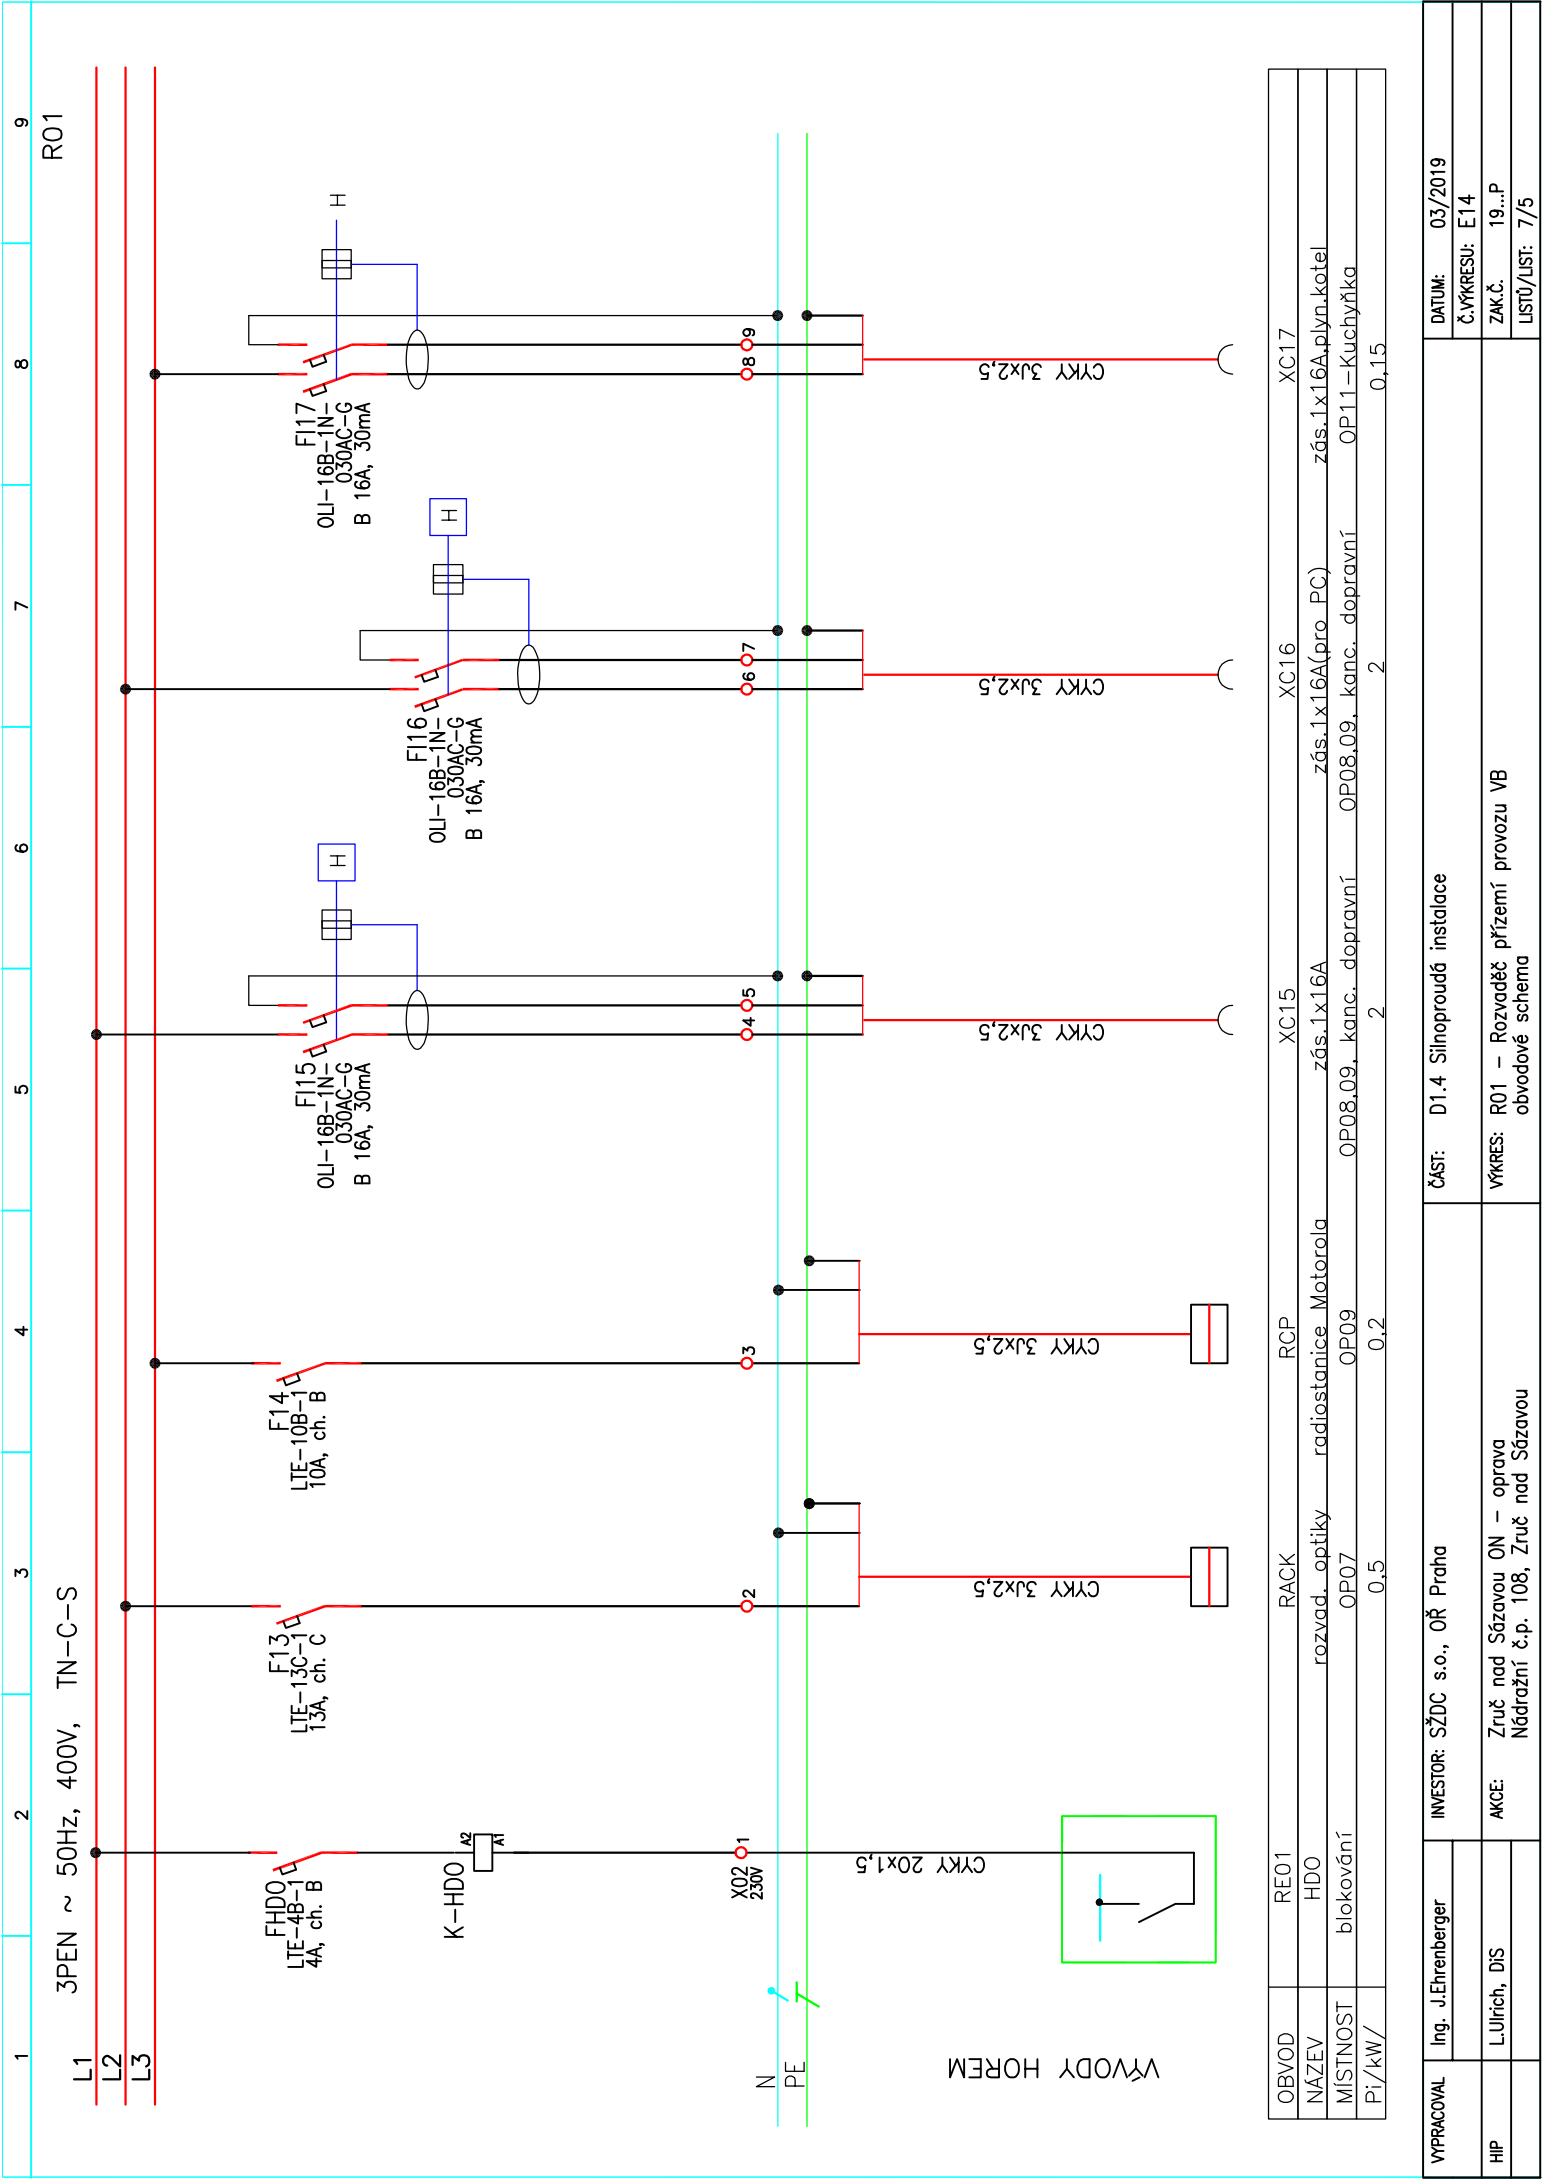 1 2 3 4 5 6 7 8 9
3PEN ~ 50Hz, 400V, TN-C-S
R01
L1
L2
L3
FHDO
LTE-4B-1
4A, ch. B
F13
LTE-13C-1
13A, ch. C
F14
LTE-10B-1
10A, ch. B
FI15
OLI-16B-1N-
030AC-G
B 16A, 30mA
H
FI16
OLI-16B-1N-
030AC-G
B 16A, 30mA
H
FI17
OLI-16B-1N-
030AC-G
B 16A, 30mA
H
K-HDO
A2
A1
X02
230V
1 2 3 4 5 6 7 8 9
N
PE
CYKY 20x1,5
CYKY 3Jx2,5
CYKY 3Jx2,5
CYKY 3Jx2,5
CYKY 3Jx2,5
CYKY 3Jx2,5
VÝVODY HOREM
OBVOD RE01 RACK RCP XC15 XC16 XC17
NÁZEV HDO rozvad. optiky radiostanice Motorola zás.1x16A zás.1x16A(pro PC) zás.1x16A,plyn.kotel
MÍSTNOST blokování OP07 OP09 OP08,09, kanc. dopravní OP08,09, kanc. dopravní OP11-Kuchyňka
Pi/kW/ 0,5 0,2 2 2 0,15
VYPRACOVAL Ing. J.Ehrenberger
HIP L.Ulrich, DiS
INVESTOR: SŽDC s.o., OŘ Praha
AKCE: Zruč nad Sázavou ON - oprava
Nádražní č.p. 108, Zruč nad Sázavou
ČÁST: D1.4 Silnoproudá instalace
VÝKRES: R01 - Rozvaděč přízemí provozu VB
obvodové schema
DATUM: 03/2019
Č.VÝKRESU: E14
ZAK.Č. 19...P
LISTŮ/LIST: 7/5